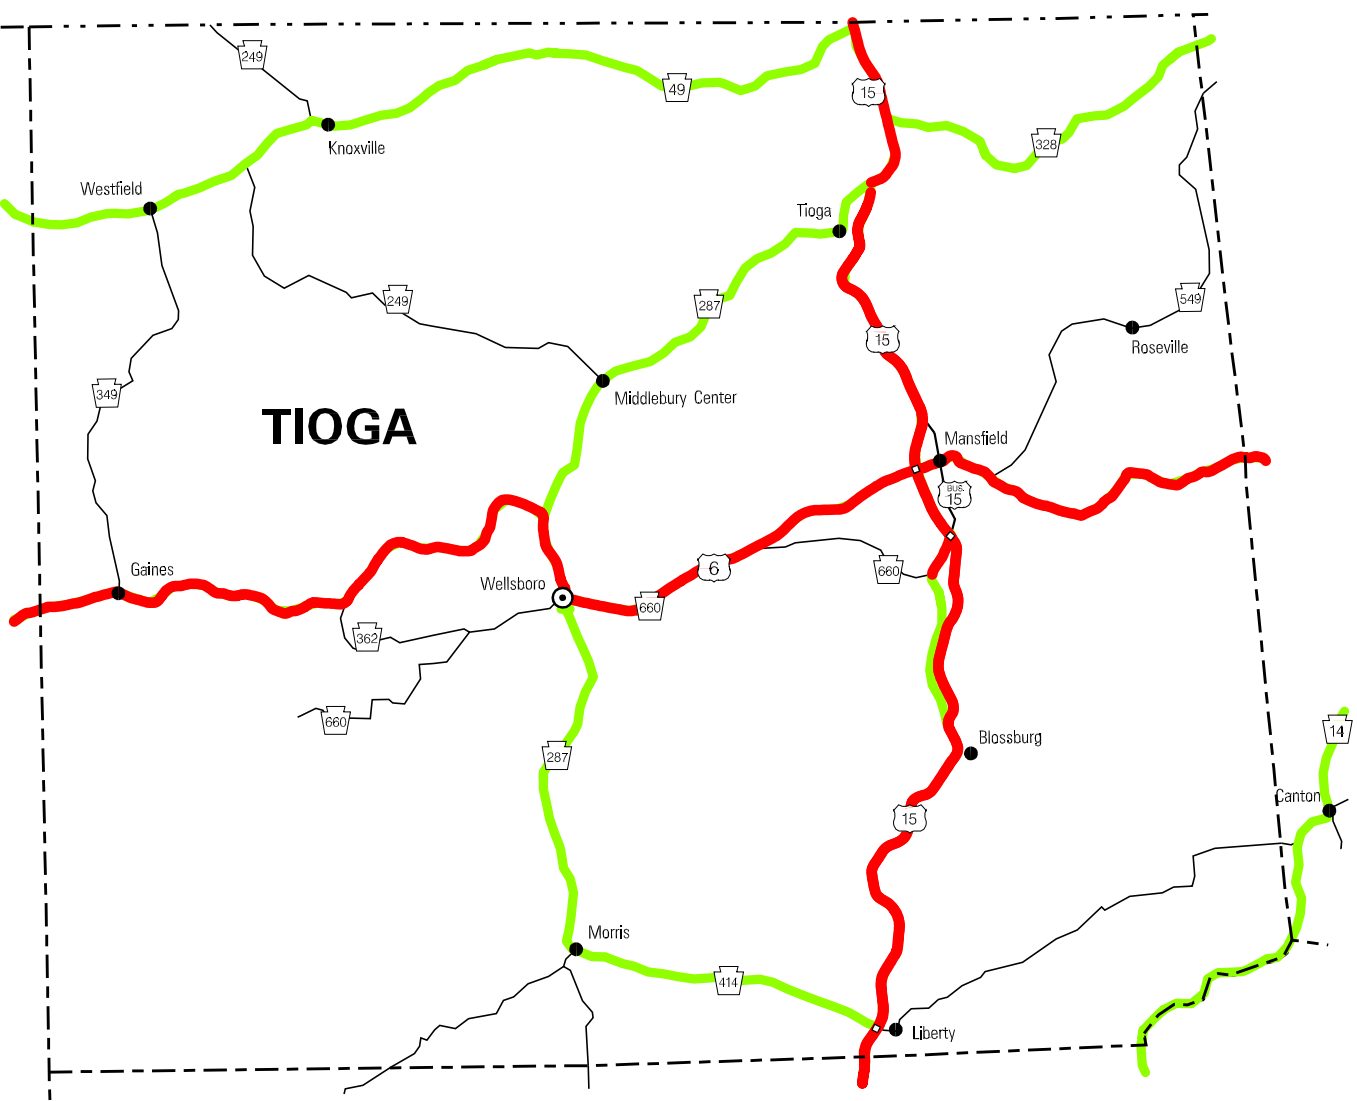 249
49
15
Knoxville
328
Westfield
Tioga
249
287
549
15
Roseville
349
Middlebury Center
TIOGA
Mansfield
BUS.
15
Gaines
6
660
Wellsboro
660
362
660
287
Blossburg
14
Canton
15
Morris
414
Liberty